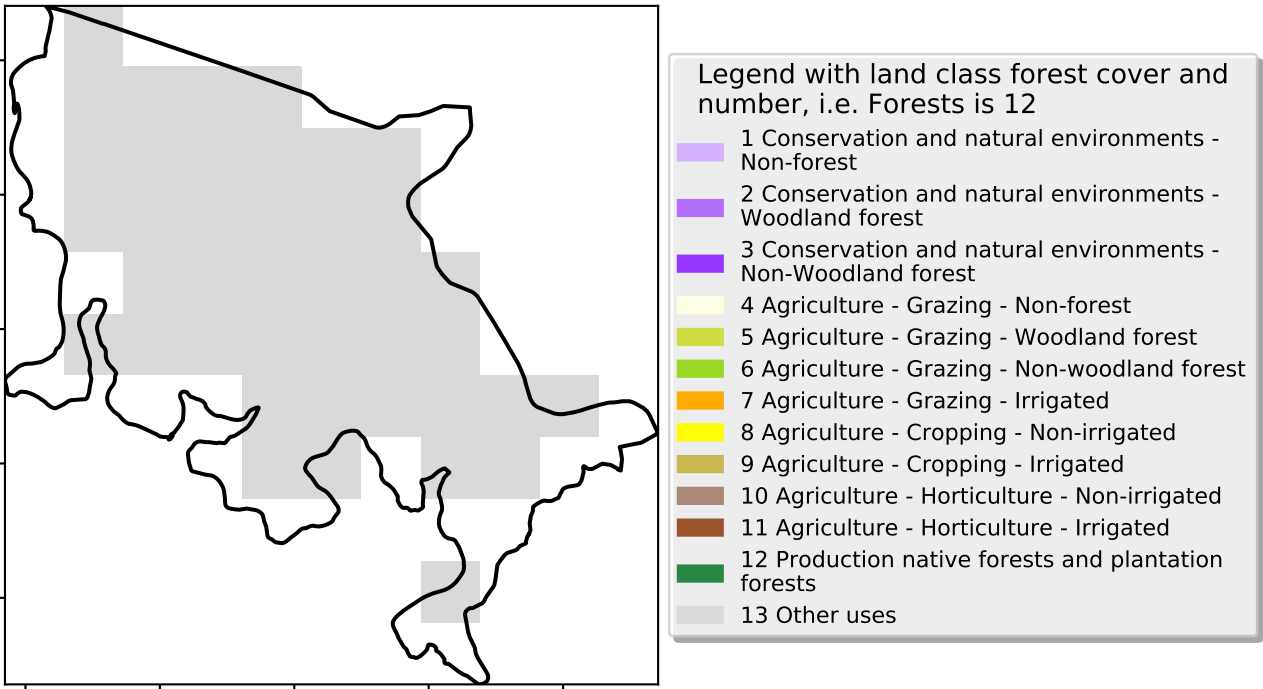 Legend with land class forest cover and
number, i.e. Forests is 12
1 Conservation and natural environments -
Non-forest
2 Conservation and natural environments -
Woodland forest
3 Conservation and natural environments -
Non-Woodland forest
4 Agriculture - Grazing - Non-forest
5 Agriculture - Grazing - Woodland forest
6 Agriculture - Grazing - Non-woodland forest
7 Agriculture - Grazing - Irrigated
8 Agriculture - Cropping - Non-irrigated
9 Agriculture - Cropping - Irrigated
10 Agriculture - Horticulture - Non-irrigated
11 Agriculture - Horticulture - Irrigated
12 Production native forests and plantation
forests
13 Other uses